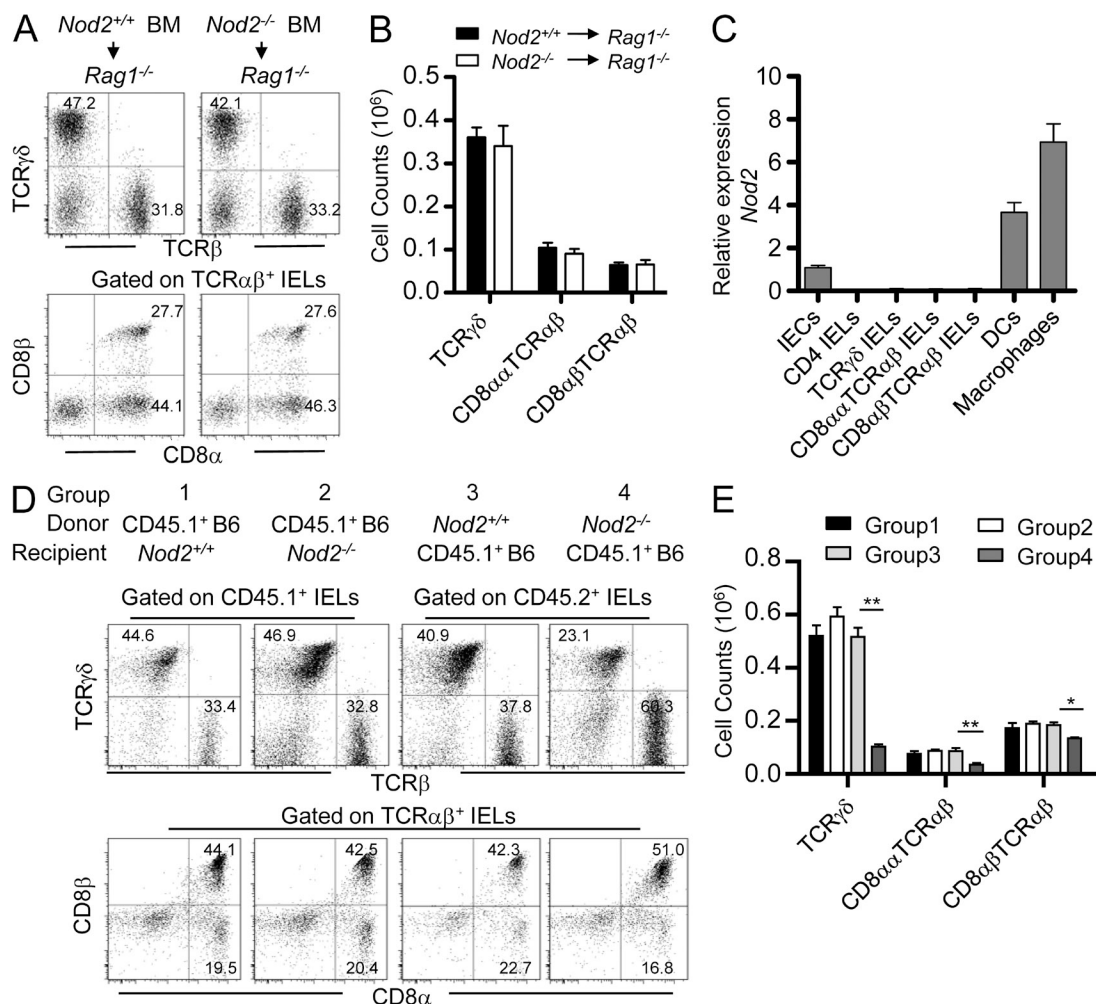 A
Nod2+/+ BM
Nod2-/- BM
Rag1-/-
Rag1-/-
47.2
42.1
31.8
33.2
TCRγδ
TCRβ
Gated on TCRαβ+ IELs
27.7
27.6
44.1
46.3
CD8β
CD8α
B
Nod2+/+ → Rag1-/-
Nod2-/- → Rag1-/-
Cell Counts (10^6)
0.5
0.4
0.3
0.2
0.1
0.0
TCRγδ
CD8ααTCRαβ
CD8αβTCRαβ
C
Relative expression
Nod2
10
8
6
4
2
0
IECs
CD4 IELs
TCRγδ IELs
CD8ααTCRαβ IELs
CD8αβTCRαβ IELs
DCs
Macrophages
D
Group 1 2 3 4
Donor CD45.1+ B6 CD45.1+ B6 Nod2+/+ Nod2-/-
Recipient Nod2+/+ Nod2-/- CD45.1+ B6 CD45.1+ B6
Gated on CD45.1+ IELs
Gated on CD45.2+ IELs
44.6
46.9
40.9
23.1
33.4
32.8
37.8
60.3
TCRγδ
TCRβ
Gated on TCRαβ+ IELs
44.1
42.5
42.3
51.0
19.5
20.4
22.7
16.8
CD8β
CD8α
E
Group1
Group2
Group3
Group4
Cell Counts (10^6)
0.8
0.6
0.4
0.2
0.0
**
**
*
TCRγδ
CD8ααTCRαβ
CD8αβTCRαβ